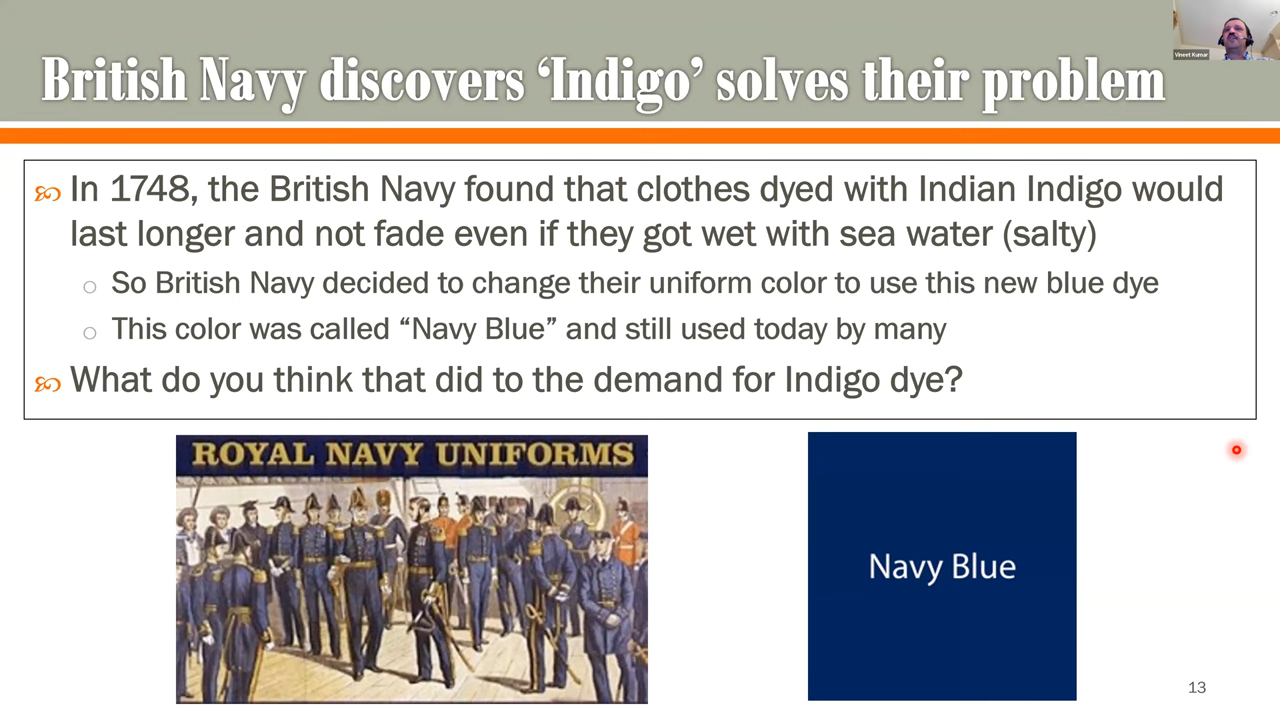 Vineet Kumar
British Navy discovers ‘Indigo’ solves their problem
In 1748, the British Navy found that clothes dyed with Indian Indigo would
last longer and not fade even if they got wet with sea water (salty)
So British Navy decided to change their uniform color to use this new blue dye
This color was called “Navy Blue” and still used today by many
What do you think that did to the demand for Indigo dye?
ROYAL NAVY UNIFORMS
Navy Blue
13